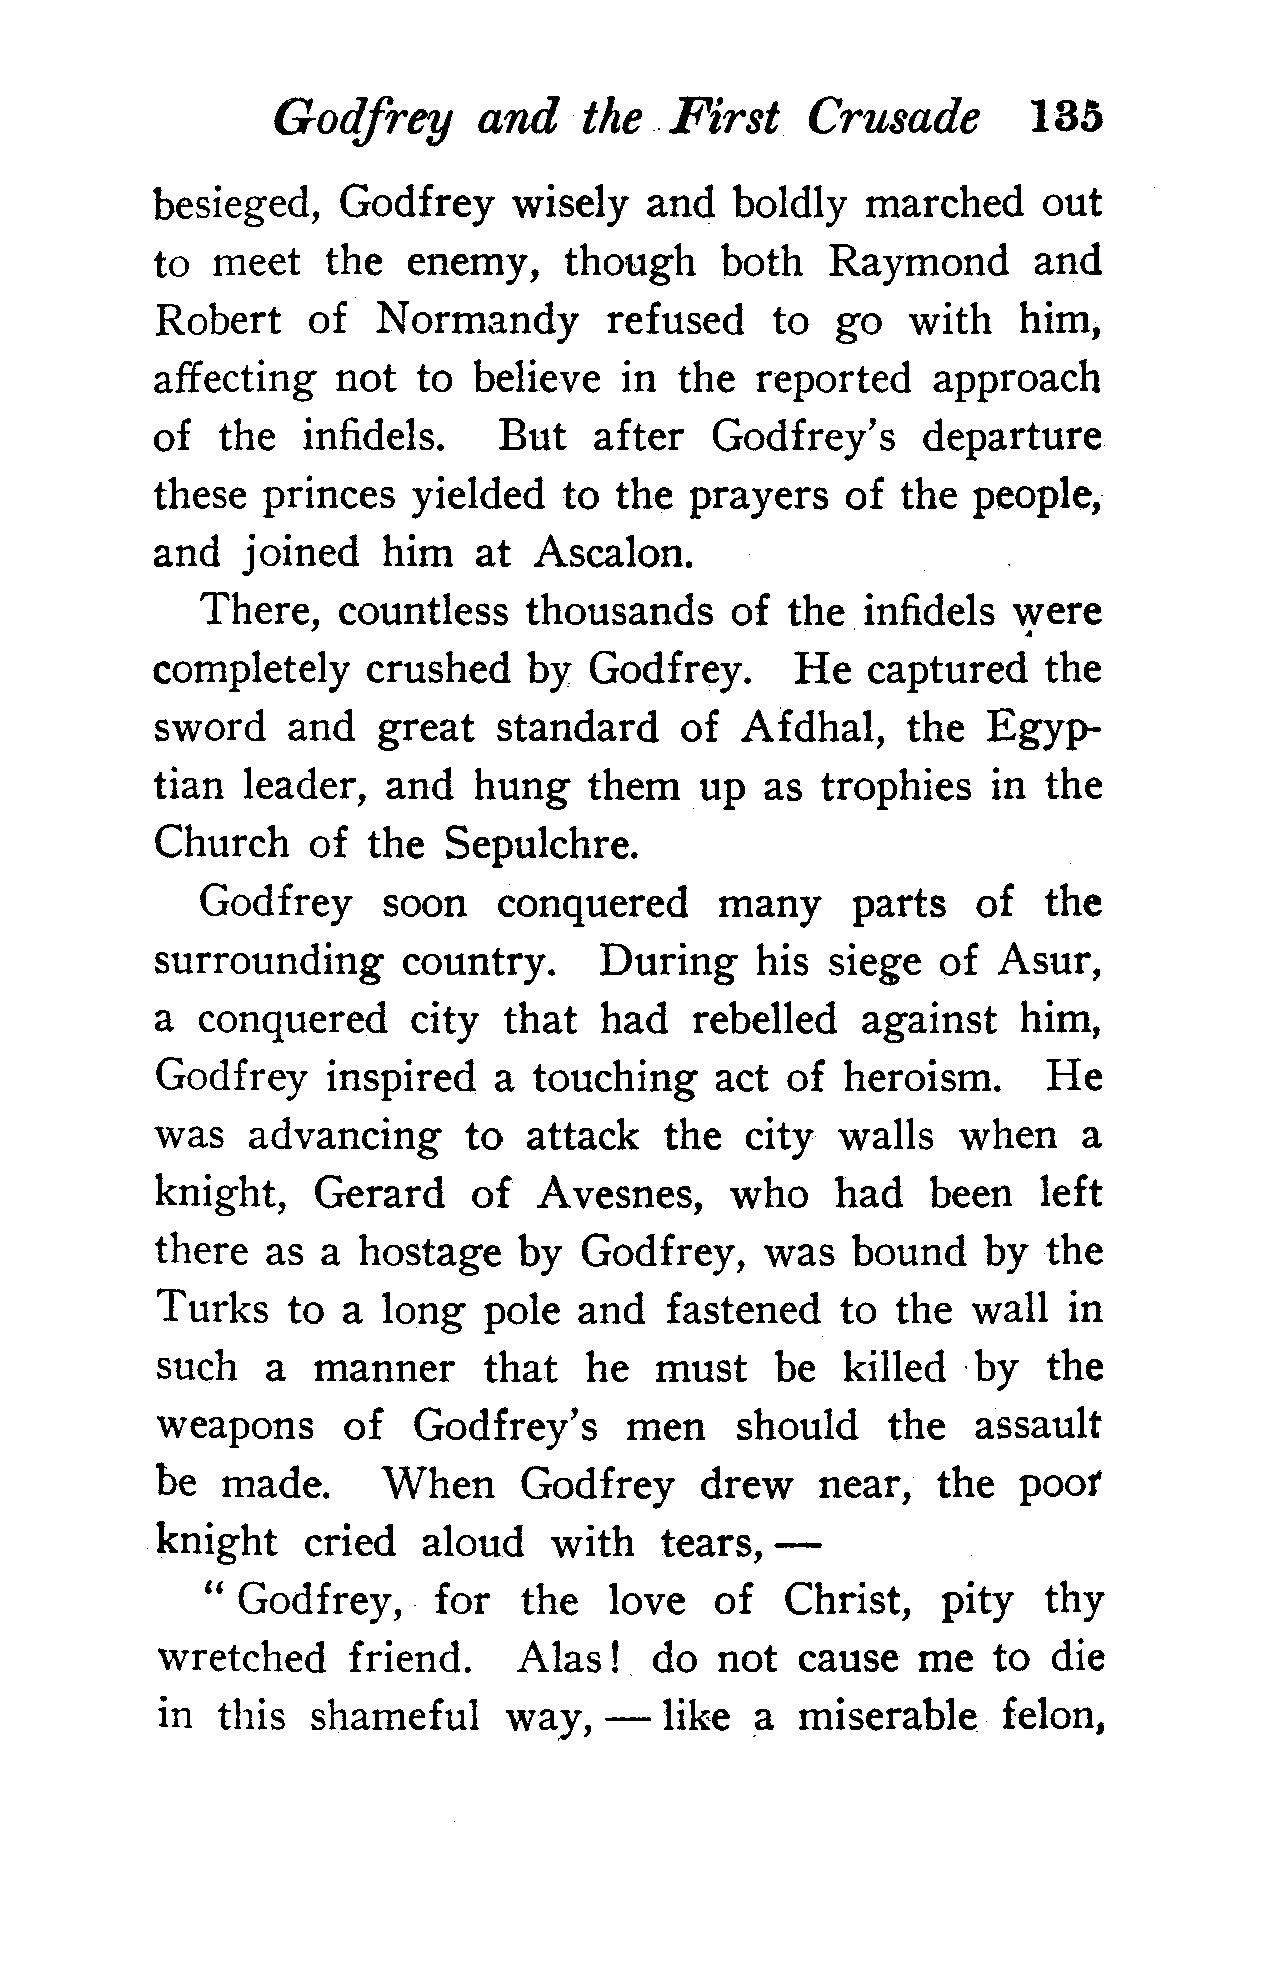 Godfrey and the First Crusade 135
besieged, Godfrey wisely and boldly marched out
to meet the enemy, though both Raymond and
Robert of Normandy refused to go with him,
affecting not to believe in the reported approach
of the infidels. But after Godfrey's departure
these princes yielded to the prayers of the people,
and joined him at Ascalon.
There, countless thousands of the infidels were
completely crushed by Godfrey. He captured the
sword and great standard of Afdhal, the Egyp-
tian leader, and hung them up as trophies in the
Church of the Sepulchre.
Godfrey soon conquered many parts of the
surrounding country. During his siege of Asur,
a conquered city that had rebelled against him,
Godfrey inspired a touching act of heroism. He
was advancing to attack the city walls when a
knight, Gerard of Avesnes, who had been left
there as a hostage by Godfrey, was bound by the
Turks to a long pole and fastened to the wall in
such a manner that he must be killed by the
weapons of Godfrey's men should the assault
be made. When Godfrey drew near, the poor
knight cried aloud with tears, —
" Godfrey, for the love of Christ, pity thy
wretched friend. Alas! do not cause me to die
in this shameful way, — like a miserable felon,